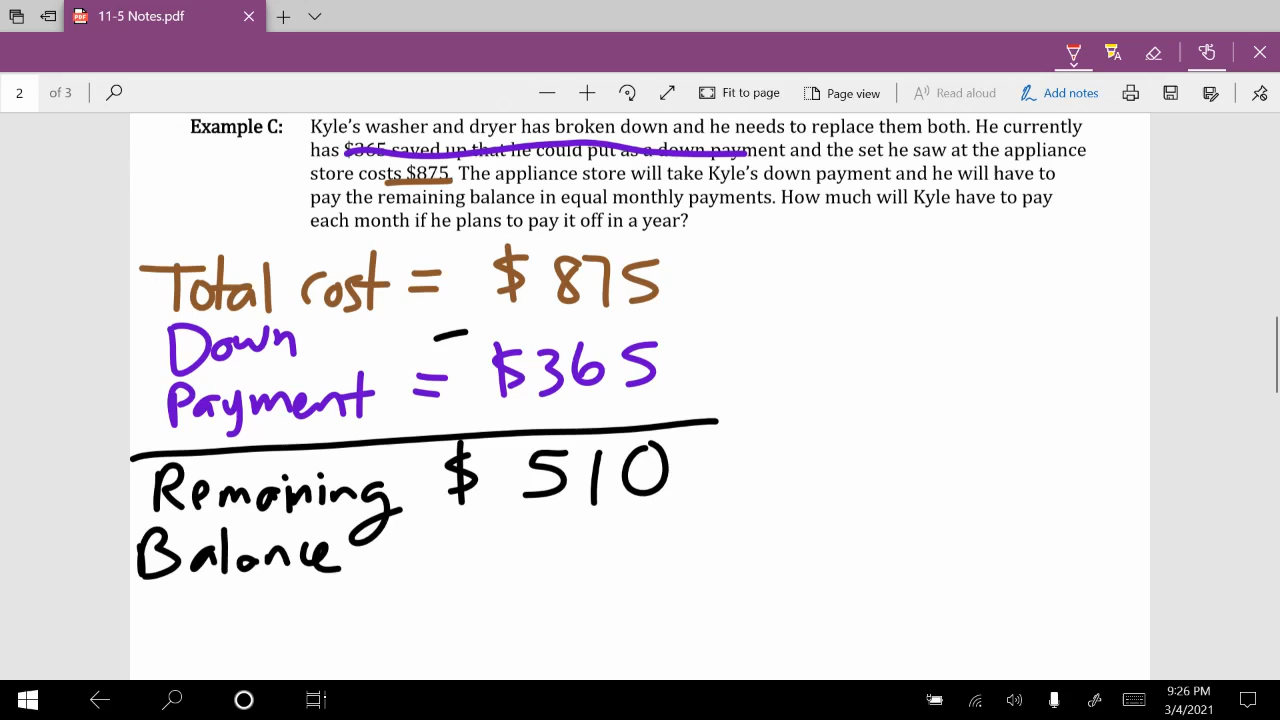 11-5 Notes.pdf
2 of 3
Fit to page
Page view
Read aloud
Add notes
Example C: Kyle's washer and dryer has broken down and he needs to replace them both. He currently
has $365 saved up that he could put as a down payment and the set he saw at the appliance
store costs $875. The appliance store will take Kyle's down payment and he will have to
pay the remaining balance in equal monthly payments. How much will Kyle have to pay
each month if he plans to pay it off in a year?
Total cost = $ 875
Down -
Payment = $365
Remaining $ 510
Balance
9:26 PM
3/4/2021